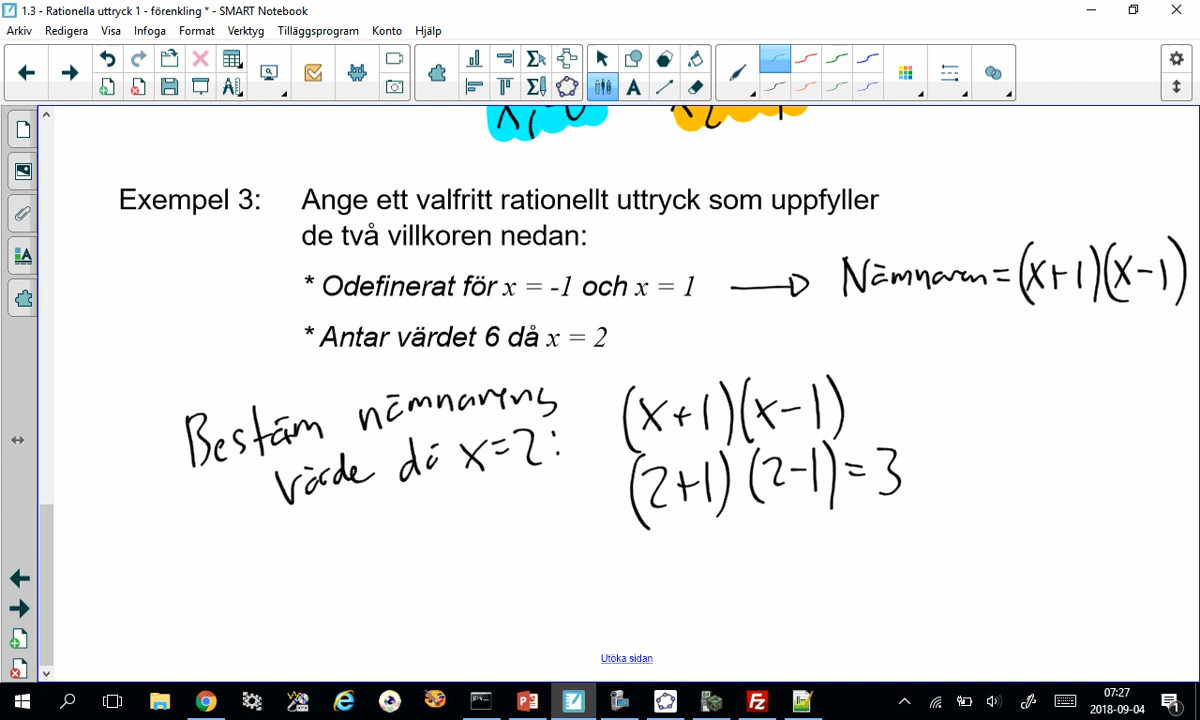 1.3 - Rationella uttryck 1 - förenkling * - SMART Notebook
Arkiv Redigera Visa Infoga Format Verktyg Tilläggsprogram Konto Hjälp
Exempel 3: Ange ett valfritt rationellt uttryck som uppfyller
de två villkoren nedan:
* Odefinerat för x = -1 och x = 1 → Nämnaren = (x+1)(x-1)
* Antar värdet 6 då x = 2
Bestäm nämnarens (x+1)(x-1)
värde då x=2: (2+1)(2-1)=3
Utöka sidan
07:27
2018-09-04